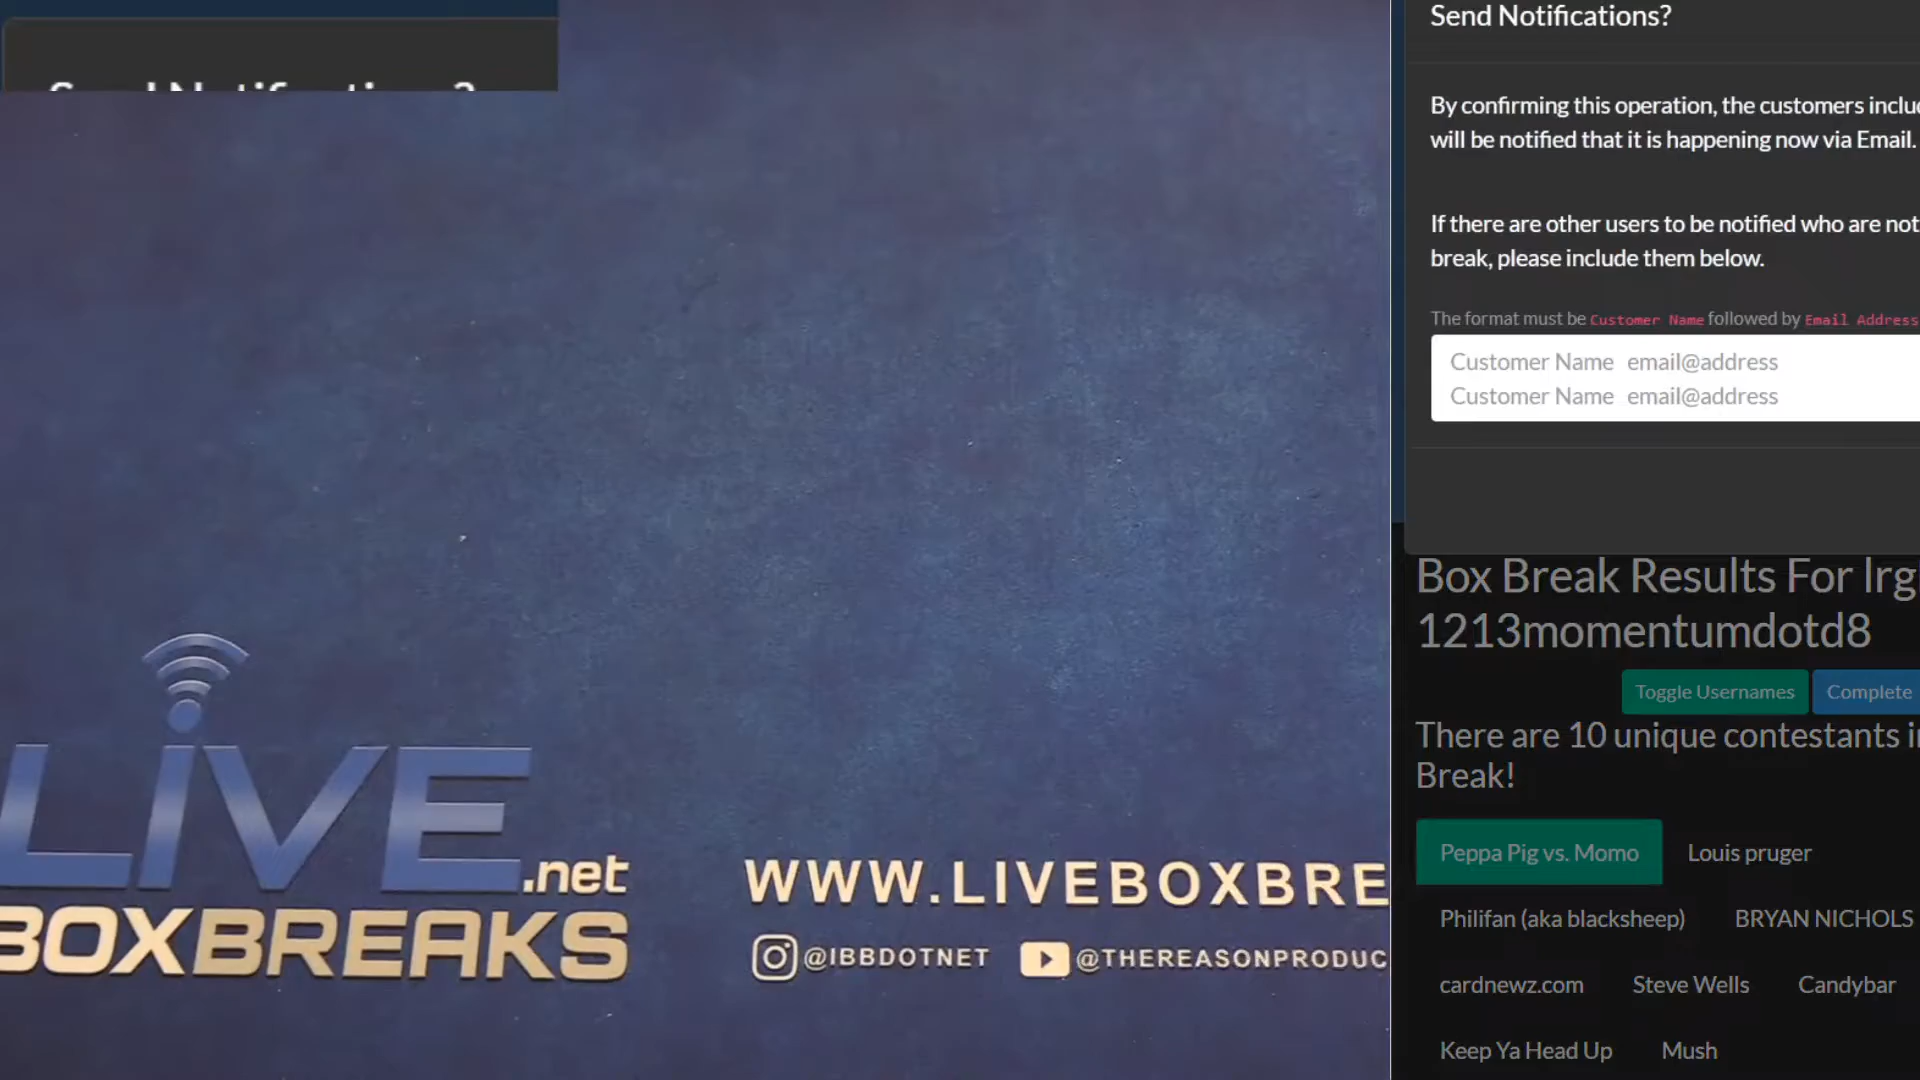 Send Notifications?
Send Notifications?
By confirming this operation, the customers inclu
will be notified that it is happening now via Email.
If there are other users to be notified who are not
break, please include them below.
The format must be Customer Name followed by Email Address
Customer Name email@address
Customer Name email@address
Box Break Results For
1213momentumdotd8
Toggle Usernames Complete
There are 10 unique contestants
Break!
Peppa Pig vs. Momo Louis pruger
Philifan (aka blacksheep) BRYAN NICHOLS
cardnewz.com Steve Wells Candybar
Keep Ya Head Up Mush
LIVE.net
BOXBREAKS
WWW.LIVEBOXBRE
@IBBDOTNET @THEREASONPRODUC